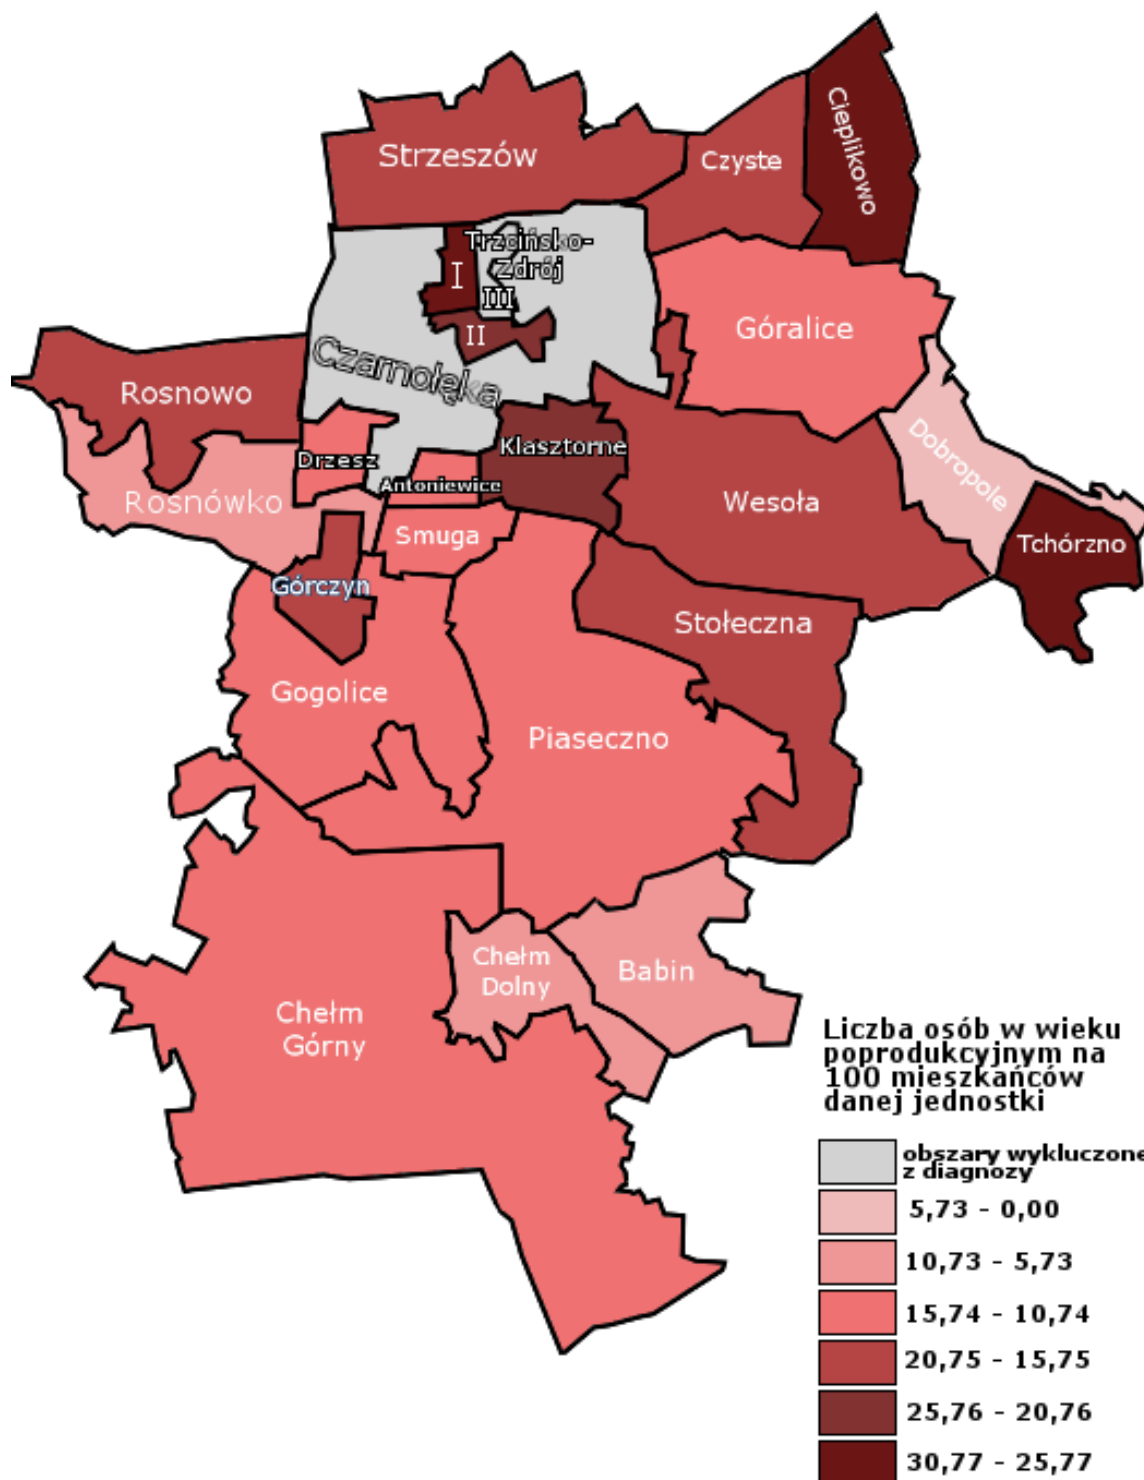 Cieplikowo
Strzeszów
Czyste
Trzcińsko-
Zdrój
I
III
II
Góralice
Czarnołęka
Rosnowo
Klasztorne
Drzesz
Antoniewice
Dobropole
Rosnówko
Wesoła
Smuga
Tchórzno
Górczyn
Stołeczna
Gogolice
Piaseczno
Chełm
Dolny
Babin
Chełm
Górny
Liczba osób w wieku
poprodukcyjnym na
100 mieszkańców
danej jednostki
obszary wykluczone
z diagnozy
5,73 - 0,00
10,73 - 5,73
15,74 - 10,74
20,75 - 15,75
25,76 - 20,76
30,77 - 25,77